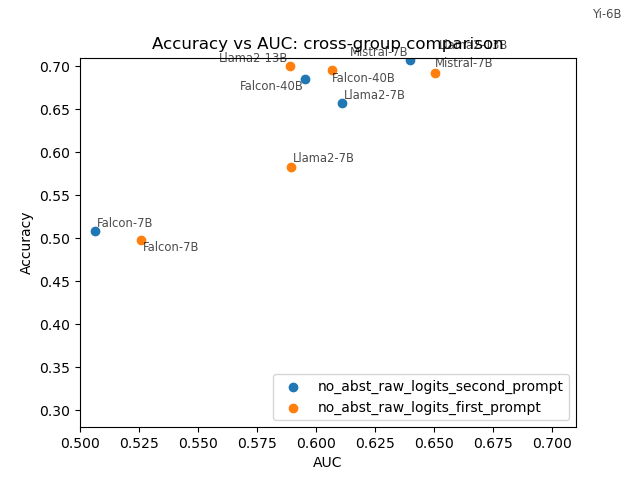 Yi-6B
Accuracy vs AUC: cross-group comparison
Llama2-13B
Mistral-7B
Llama2-13B
Mistral-7B
Falcon-40B
Falcon-40B
Llama2-7B
Llama2-7B
Falcon-7B
Falcon-7B
0.70
0.65
0.60
0.55
0.50
0.45
0.40
0.35
0.30
Accuracy
no_abst_raw_logits_second_prompt
no_abst_raw_logits_first_prompt
0.500 0.525 0.550 0.575 0.600 0.625 0.650 0.675 0.700
AUC